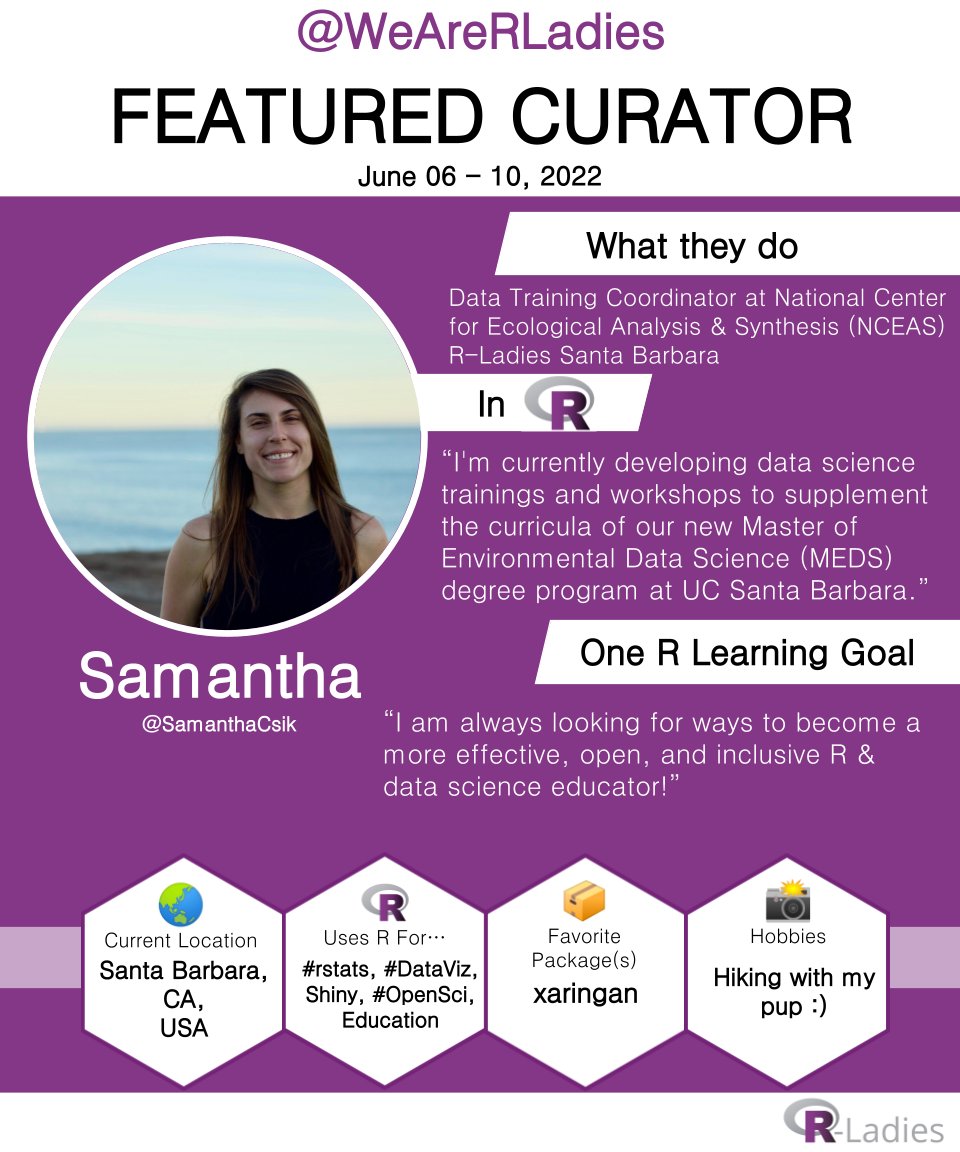 @WeAreRLadies
FEATURED CURATOR
June 06 – 10, 2022
What they do
Data Training Coordinator at National Center
for Ecological Analysis & Synthesis (NCEAS)
R-Ladies Santa Barbara
In R
“I'm currently developing data science
trainings and workshops to supplement
the curricula of our new Master of
Environmental Data Science (MEDS)
degree program at UC Santa Barbara.”
Samantha
@SamanthaCsik
One R Learning Goal
“I am always looking for ways to become a
more effective, open, and inclusive R &
data science educator!”
Current Location
Santa Barbara,
CA,
USA
R
Uses R For…
#rstats, #DataViz,
Shiny, #OpenSci,
Education
Favorite
Package(s)
xaringan
Hobbies
Hiking with my
pup :)
R-Ladies